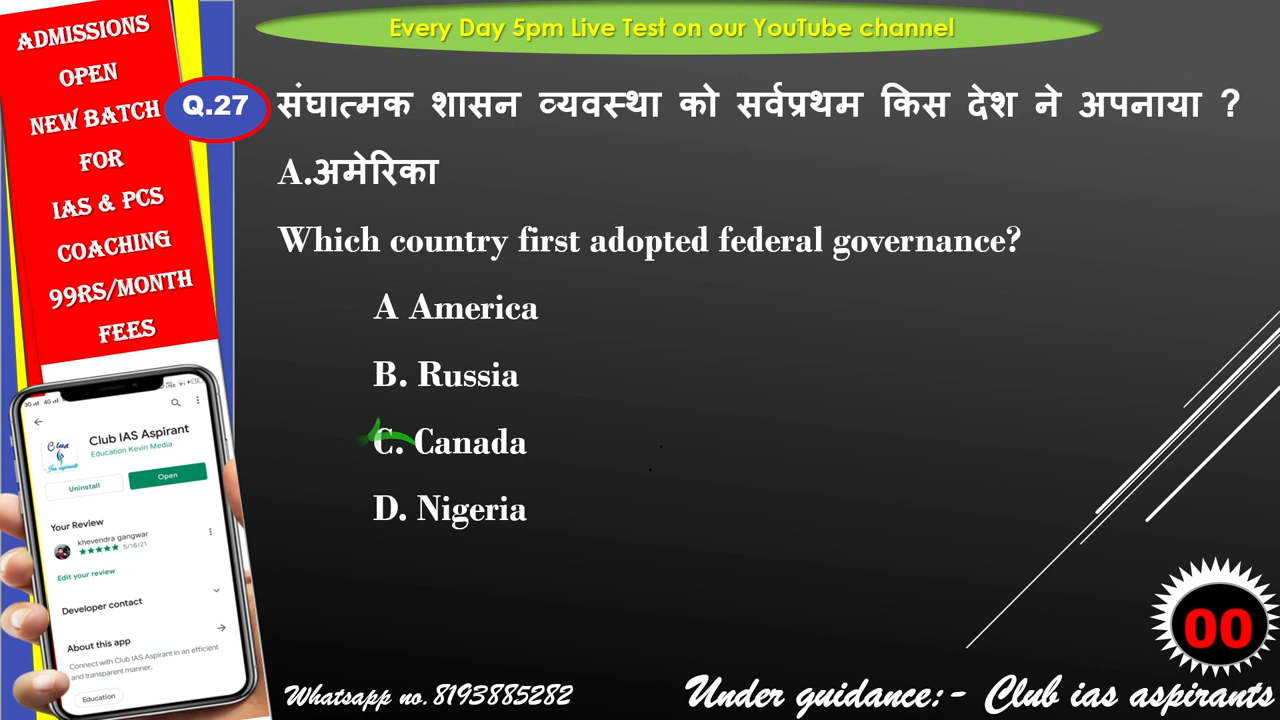 Every Day 5pm Live Test on our YouTube channel
ADMISSIONS
OPEN
NEW BATCH
FOR
IAS & PCS
COACHING
99RS/MONTH
FEES
Q.27
संघात्मक शासन व्यवस्था को सर्वप्रथम किस देश ने अपनाया ?
A.अमेरिका
Which country first adopted federal governance?
A America
B. Russia
C. Canada
D. Nigeria
Club IAS Aspirant
Education Kevin Media
Uninstall
Open
Your Review
khevendra gangwar
5/16/21
Edit your review
Developer contact
About this app
Connect with Club IAS Aspirant in an efficient
and transparent manner.
Education
00
Whatsapp no. 8193885282
Under guidance:- Club ias aspirants